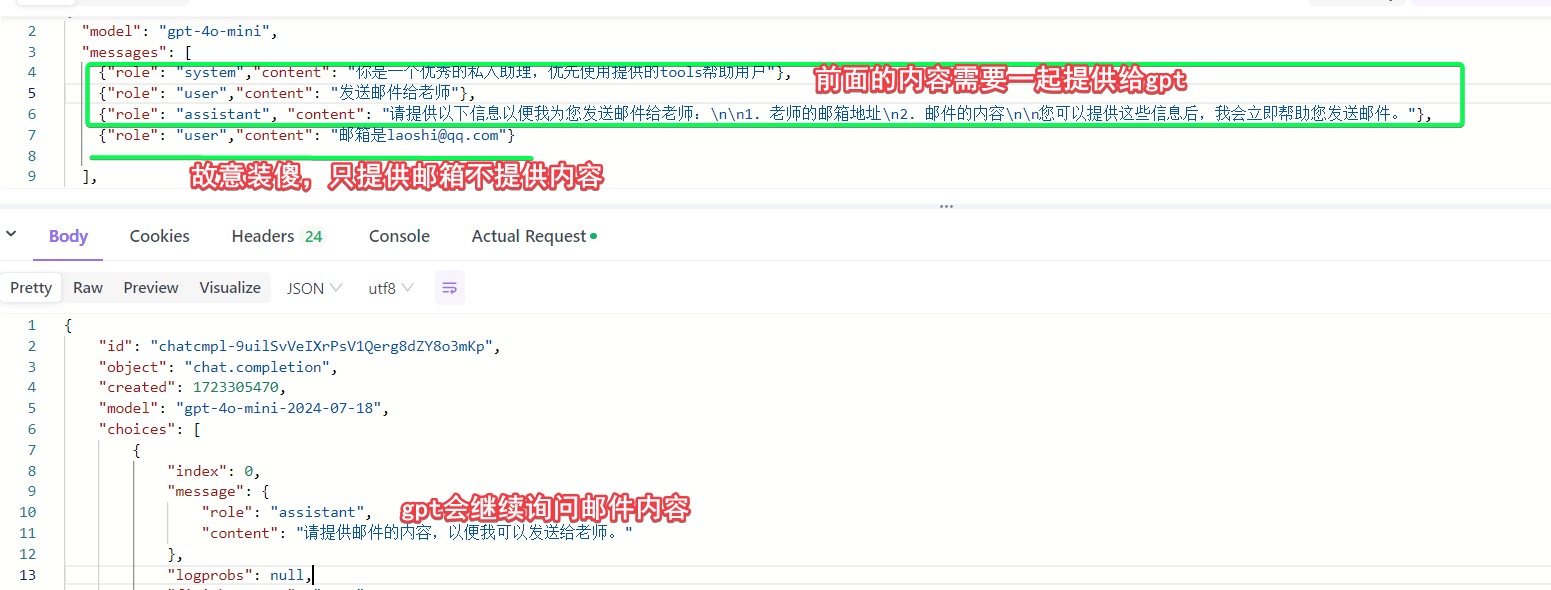 2 "model": "gpt-4o-mini",
3 "messages": [
4 {"role": "system","content": "你是一个优秀的私人助理，优先使用提供的tools帮助用户"},
前面的内容需要一起提供给gpt
5 {"role": "user","content": "发送邮件给老师"},
6 {"role": "assistant", "content": "请提供以下信息以便我为您发送邮件给老师：\n\n1. 老师的邮箱地址\n2. 邮件的内容\n\n您可以提供这些信息后，我会立即帮助您发送邮件。"},
7 {"role": "user","content": "邮箱是laoshi@qq.com"}
8
故意装傻，只提供邮箱不提供内容
9 ],
Body Cookies Headers 24 Console Actual Request
Pretty Raw Preview Visualize JSON utf8
1 {
2 "id": "chatcmpl-9uilSvVeIXrPsV1Qerg8dZY8o3mKp",
3 "object": "chat.completion",
4 "created": 1723305470,
5 "model": "gpt-4o-mini-2024-07-18",
6 "choices": [
7 {
8 "index": 0,
9 "message": {
10 "role": "assistant",
gpt会继续询问邮件内容
11 "content": "请提供邮件的内容，以便我可以发送给老师。"
12 },
13 "logprobs": null,